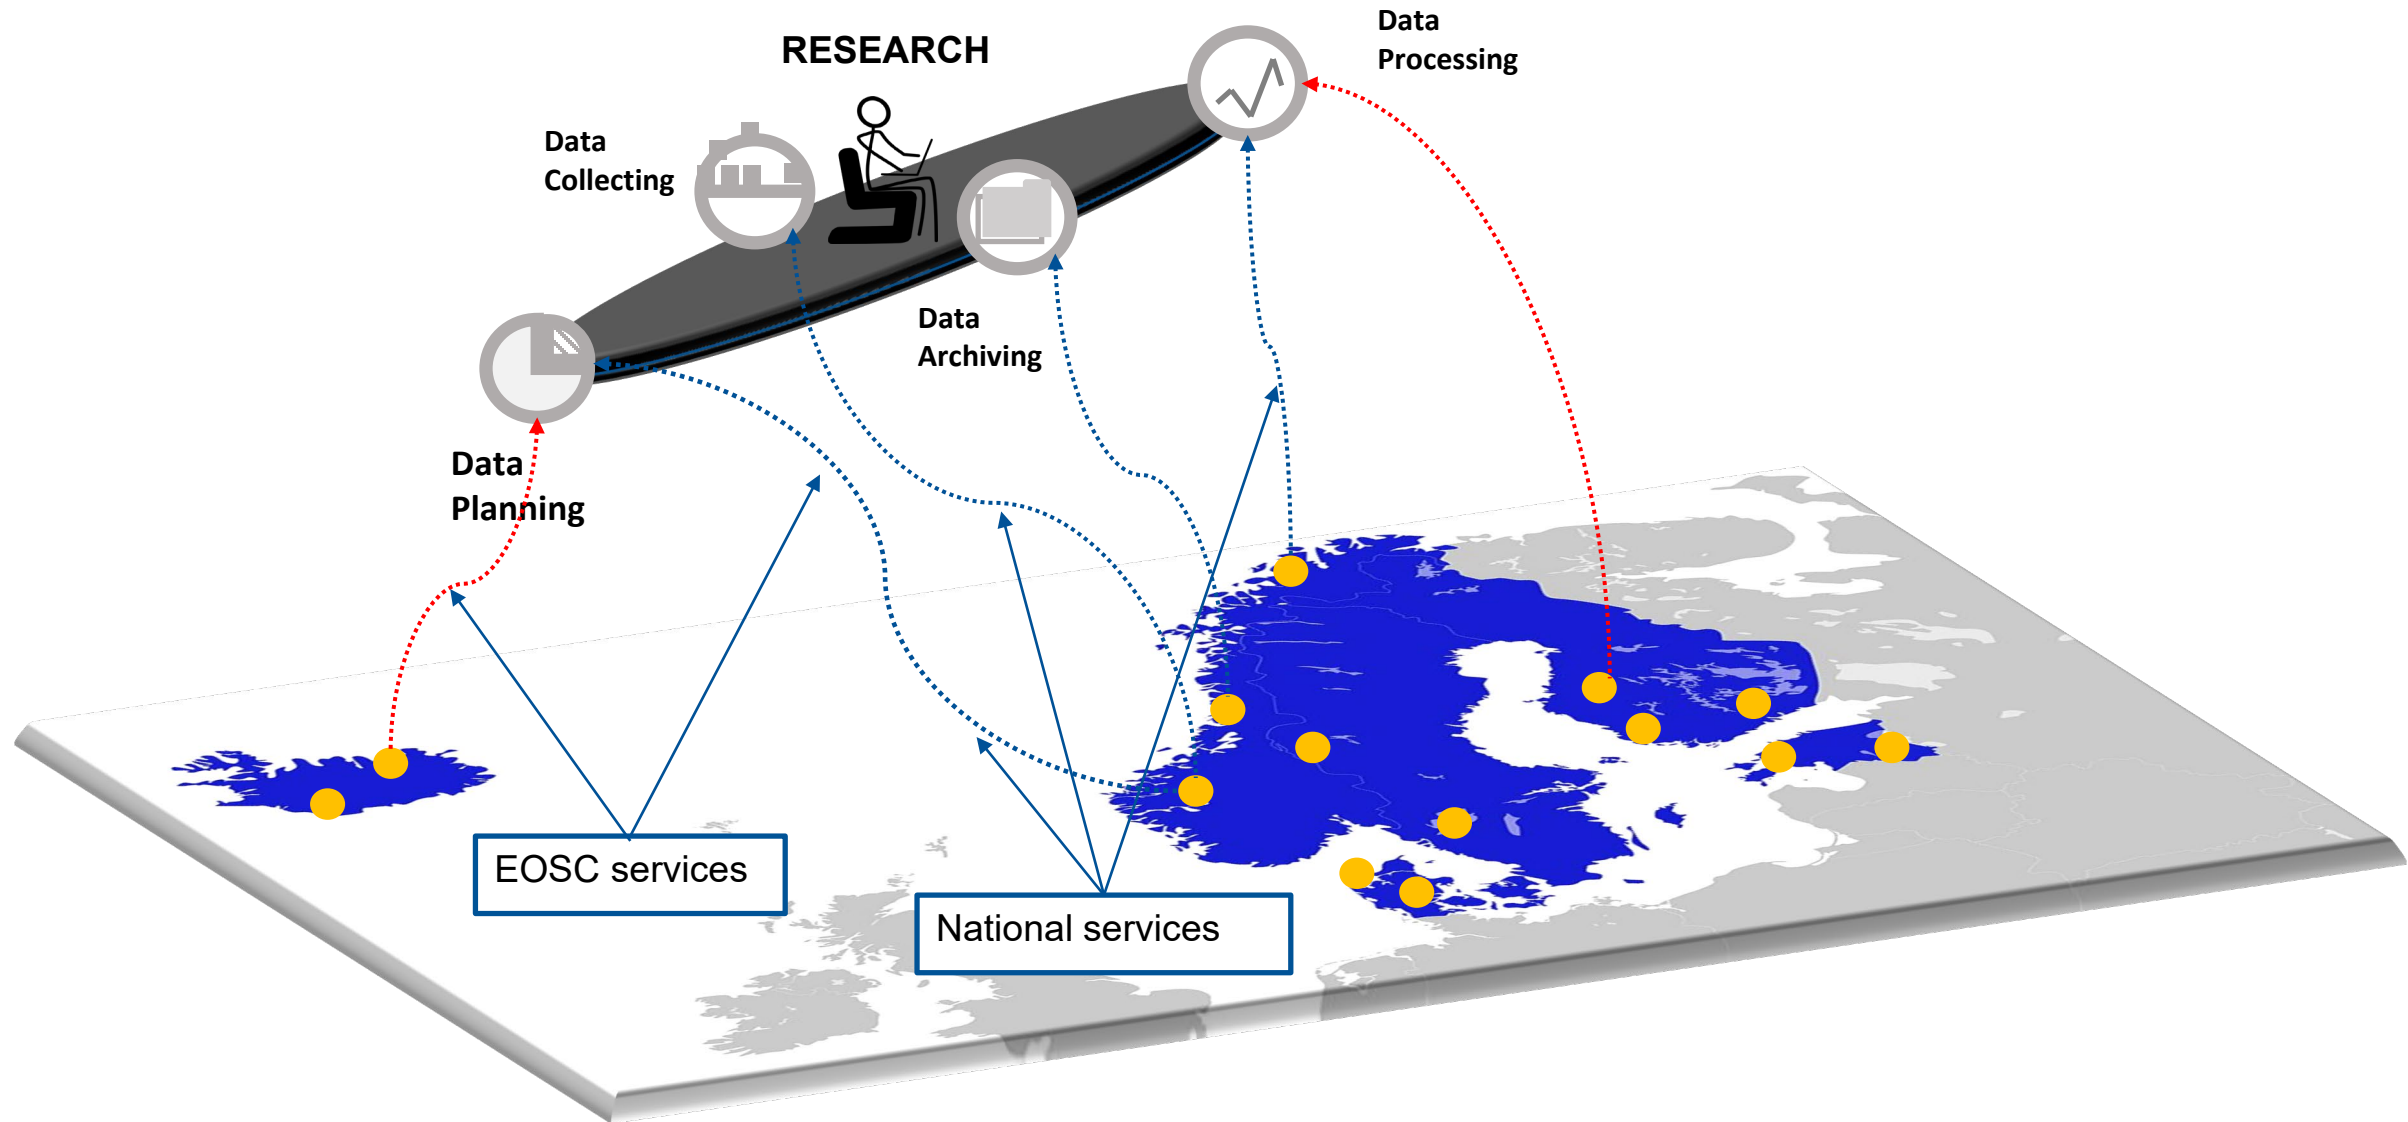 RESEARCH
Data
Processing
Data
Collecting
Data
Archiving
Data
Planning
EOSC services
National services